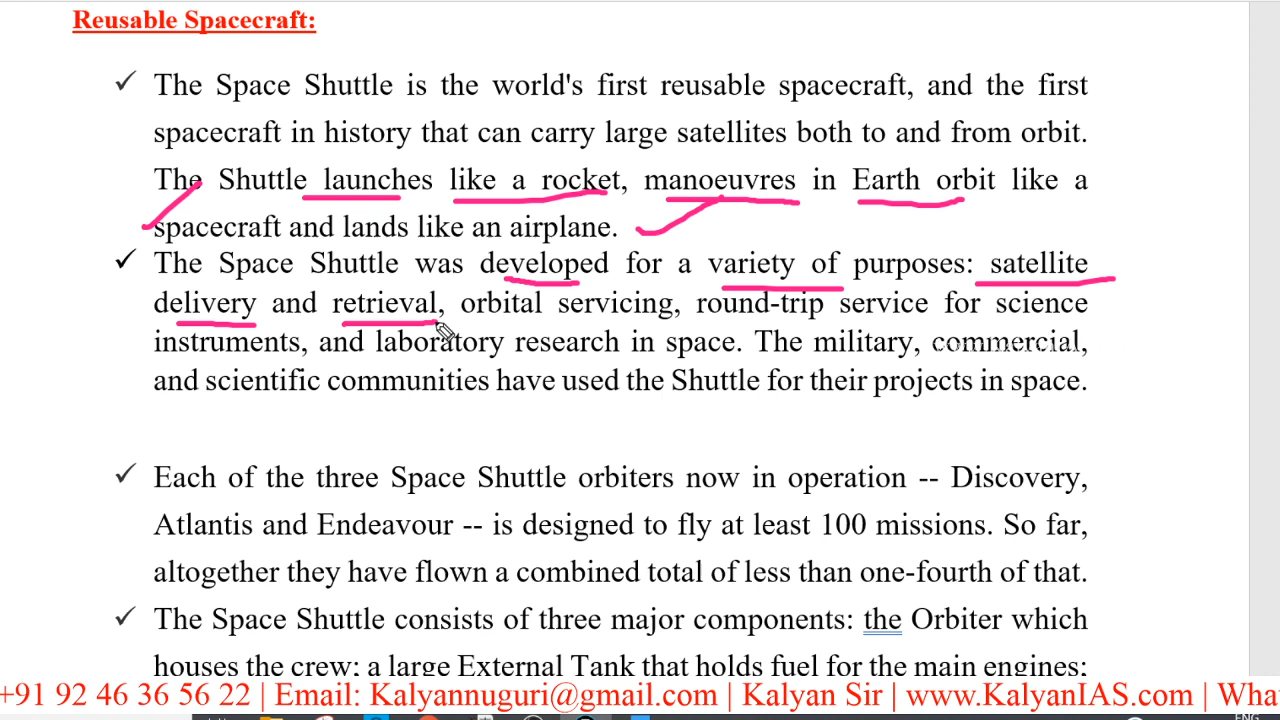 Reusable Spacecraft:
✓ The Space Shuttle is the world's first reusable spacecraft, and the first
spacecraft in history that can carry large satellites both to and from orbit.
The Shuttle launches like a rocket, manoeuvres in Earth orbit like a
spacecraft and lands like an airplane.
✓ The Space Shuttle was developed for a variety of purposes: satellite
delivery and retrieval, orbital servicing, round-trip service for science
instruments, and laboratory research in space. The military, commercial,
and scientific communities have used the Shuttle for their projects in space.
✓ Each of the three Space Shuttle orbiters now in operation -- Discovery,
Atlantis and Endeavour -- is designed to fly at least 100 missions. So far,
altogether they have flown a combined total of less than one-fourth of that.
✓ The Space Shuttle consists of three major components: the Orbiter which
houses the crew; a large External Tank that holds fuel for the main engines;
+91 92 46 36 56 22 | Email: Kalyannuguri@gmail.com | Kalyan Sir | www.KalyanIAS.com | Wha
ENG